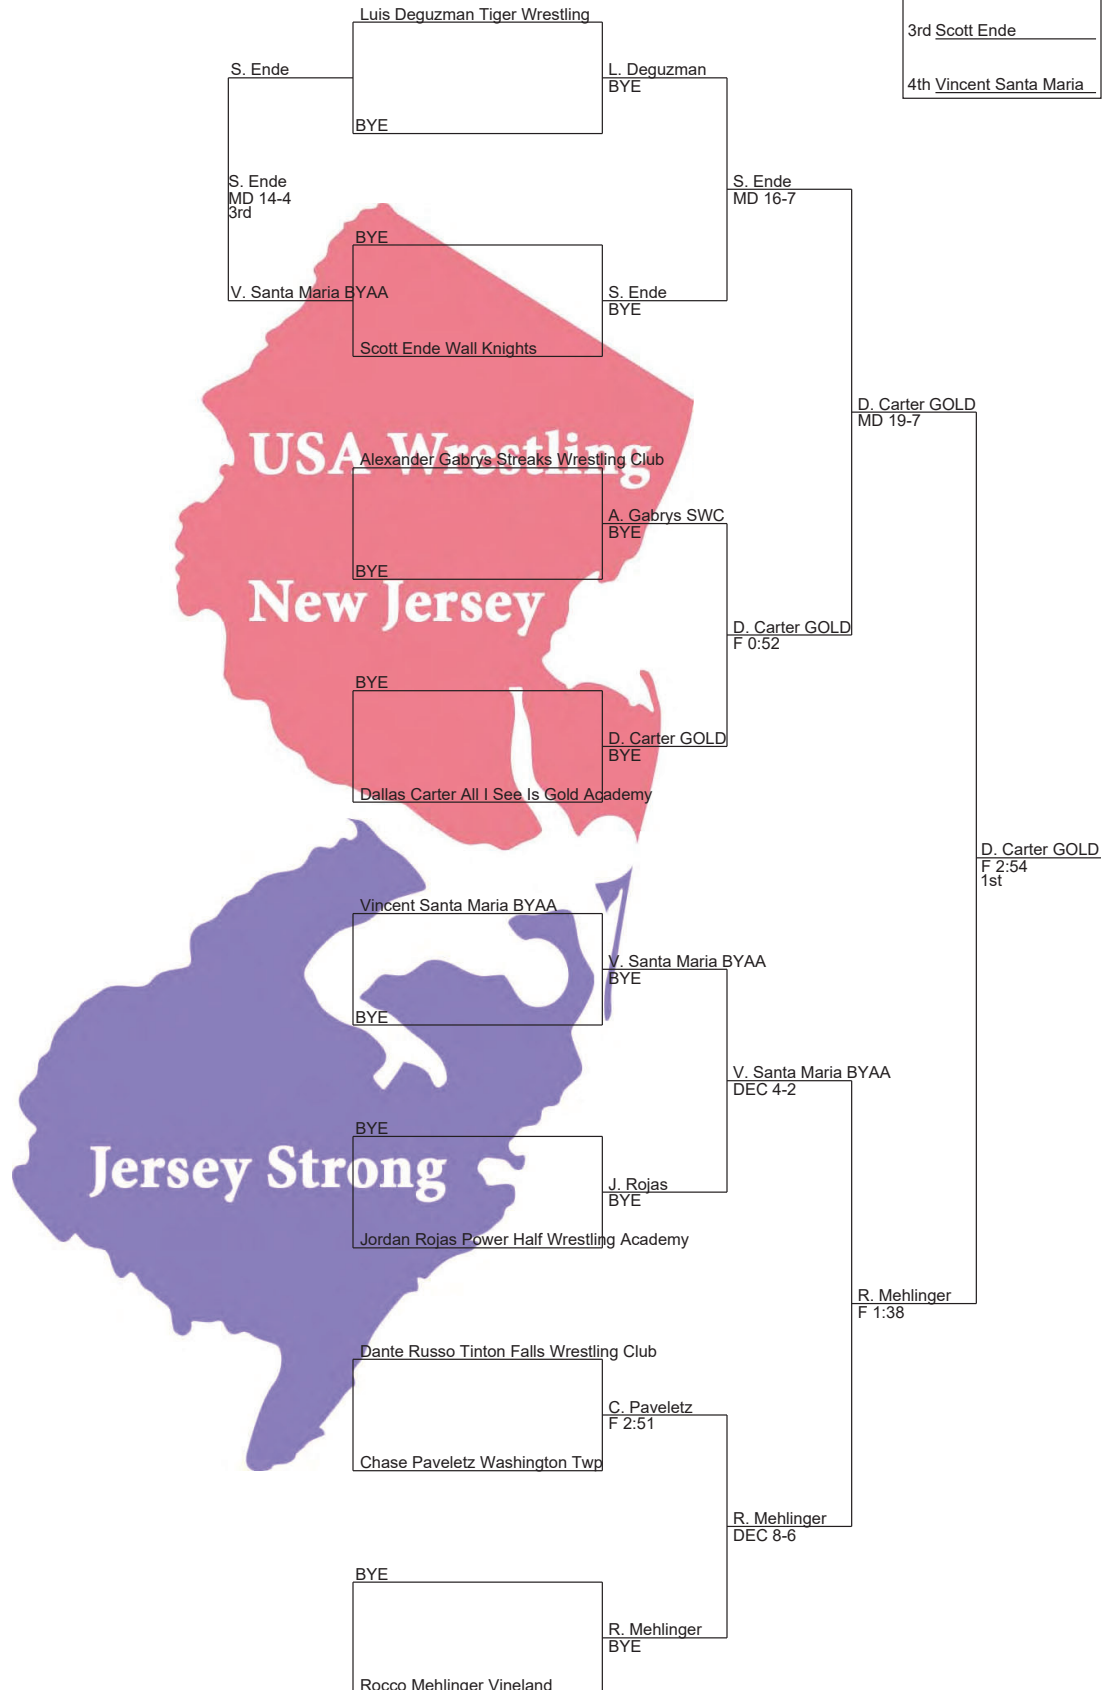 Luis Deguzman Tiger Wrestling
3rd Scott Ende
S. Ende
L. Deguzman
BYE
4th Vincent Santa Maria
BYE
S. Ende
MD 14-4
3rd
S. Ende
MD 16-7
BYE
V. Santa Maria BYAA
S. Ende
BYE
Scott Ende Wall Knights
D. Carter GOLD
MD 19-7
USA Wrestling
Alexander Gabrys Streaks Wrestling Club
A. Gabrys SWC
BYE
BYE
New Jersey
D. Carter GOLD
F 0:52
BYE
D. Carter GOLD
BYE
Dallas Carter All I See Is Gold Academy
D. Carter GOLD
F 2:54
1st
Vincent Santa Maria BYAA
V. Santa Maria BYAA
BYE
BYE
V. Santa Maria BYAA
DEC 4-2
BYE
Jersey Strong
J. Rojas
BYE
Jordan Rojas Power Half Wrestling Academy
R. Mehlinger
F 1:38
Dante Russo Tinton Falls Wrestling Club
C. Paveletz
F 2:51
Chase Paveletz Washington Twp
R. Mehlinger
DEC 8-6
BYE
R. Mehlinger
BYE
Rocco Mehlinger Vineland